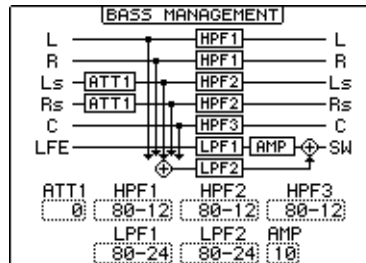 BASS MANAGEMENT
L HPF1 L
R HPF1 R
Ls ATT1 HPF2 Ls
Rs ATT1 HPF2 Rs
C HPF3 C
LFE LPF1 AMP SW
LPF2
ATT1 HPF1 HPF2 HPF3
0 80-12 80-12 80-12
LPF1 LPF2 AMP
80-24 80-24 10